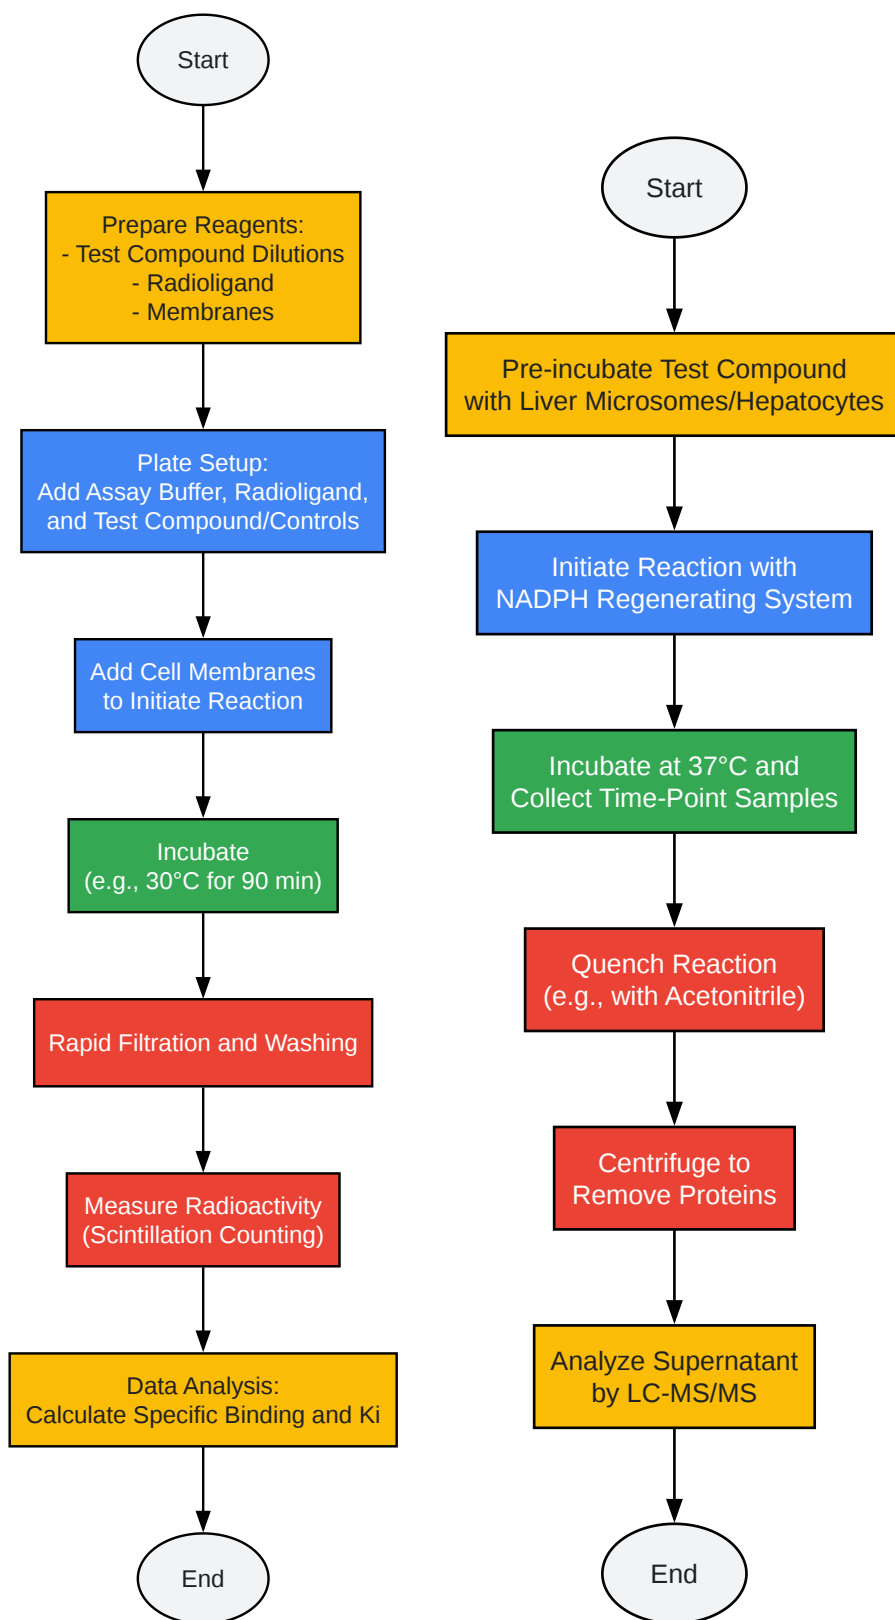 Start
Prepare Reagents:
- Test Compound Dilutions
- Radioligand
- Membranes
Plate Setup:
Add Assay Buffer, Radioligand,
and Test Compound/Controls
Add Cell Membranes
to Initiate Reaction
Incubate
(e.g., 30°C for 90 min)
Rapid Filtration and Washing
Measure Radioactivity
(Scintillation Counting)
Data Analysis:
Calculate Specific Binding and Ki
End
Start
Pre-incubate Test Compound
with Liver Microsomes/Hepatocytes
Initiate Reaction with
NADPH Regenerating System
Incubate at 37°C and
Collect Time-Point Samples
Quench Reaction
(e.g., with Acetonitrile)
Centrifuge to
Remove Proteins
Analyze Supernatant
by LC-MS/MS
End